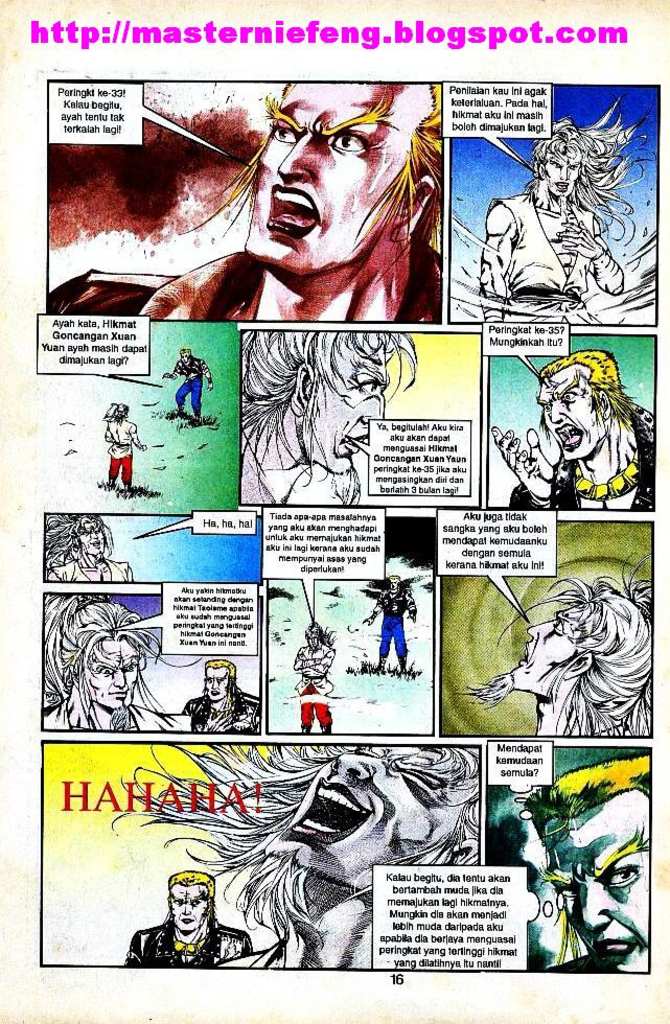 http://masterniefeng.blogspot.com
Peringkt ke-33!
Kalau begitu,
ayah tentu tak
terkalah lagi!
Penilaian kau ini agak
keterlaluan. Pada hal,
hikmat aku ini masih
boleh dimajukan lagi.
Ayah kata, Hikmat
Goncangan Xuan
Yuan ayah masih dapat
dimajukan lagi?
Ya, begitulah! Aku kira
aku akan dapat
menguasai Hikmat
Goncangan Xuan Yaun
peringkat ke-35 jika aku
mengasingkan diri dan
berlatih 3 bulan lagi!
Peringkat ke-35?
Mungkinkah itu?
Ha, ha, ha!
Aku yakin hikmat aku
akan setanding dengan
hikmat Taoisme apabila
aku sudah menguasai
peringkat yang tertinggi
hikmat Goncangan
Xuan Yuan ini nanti!
Tiada apa-apa masalahnya
yang aku akan menghadapi
untuk aku memajukan hikmat
aku ini lagi kerana aku sudah
mempunyai asas yang
diperlukan!
Aku juga tidak
sangka yang aku boleh
mendapat kemudaanku
dengan semula
kerana hikmat aku ini!
HAHAHA!
Mendapat
kemudaan
semula?
Kalau begitu, dia tentu akan
bertambah muda jika dia
memajukan lagi hikmatnya.
Mungkin dia akan menjadi
lebih muda daripada aku
apabila dia berjaya menguasai
peringkat yang tertinggi hikmat
yang dilatihnya itu nanti!
16